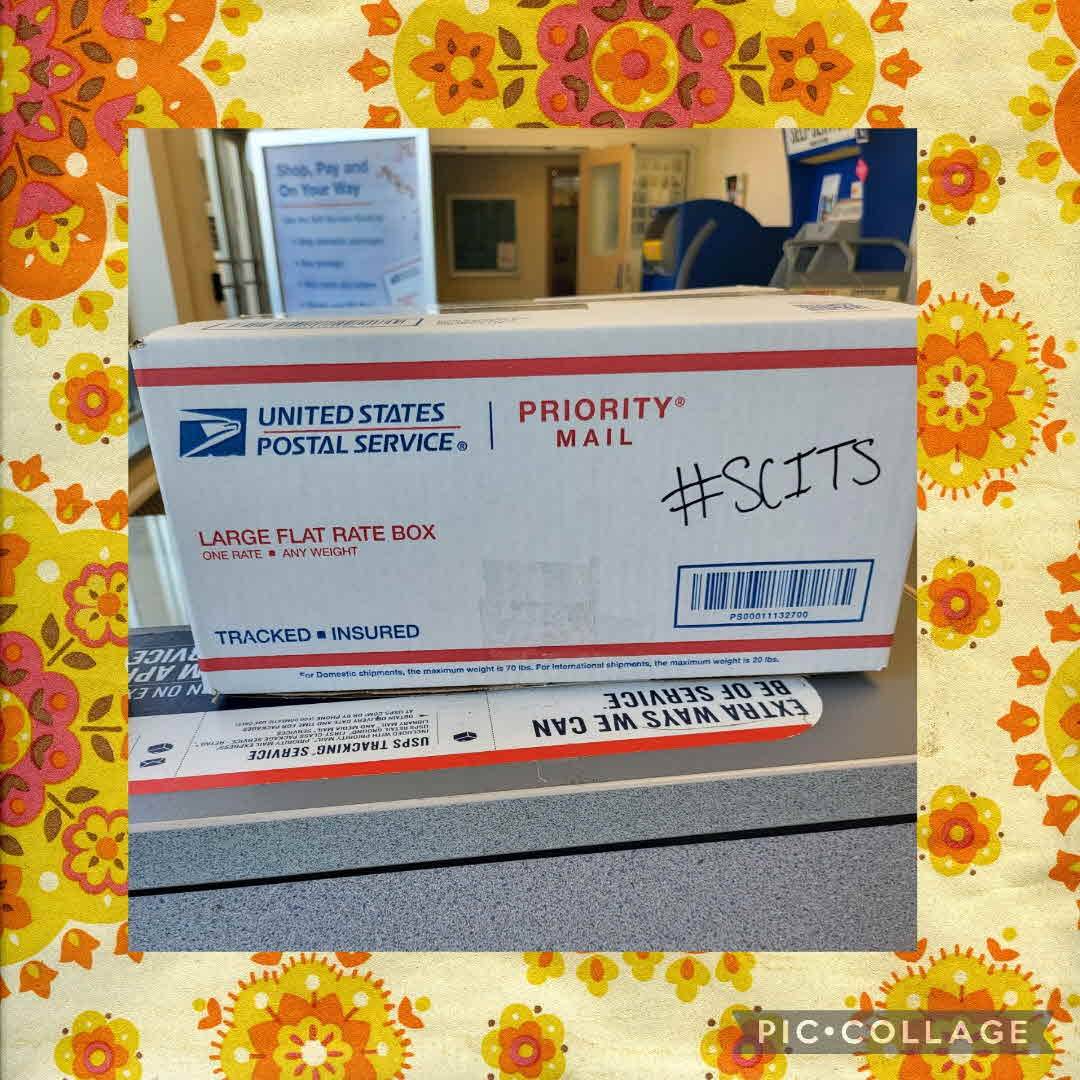 Shop, Pay and
On Your Way
UNITED STATES
POSTAL SERVICE®
PRIORITY®
MAIL
#SCITS
LARGE FLAT RATE BOX
ONE RATE ■ ANY WEIGHT
PS00011132700
TRACKED ■ INSURED
For Domestic shipments, the maximum weight is 70 lbs. For International shipments, the maximum weight is 20 lbs.
EXTRA WAYS WE CAN
BE OF SERVICE
USPS TRACKING® SERVICE
PIC•COLLAGE